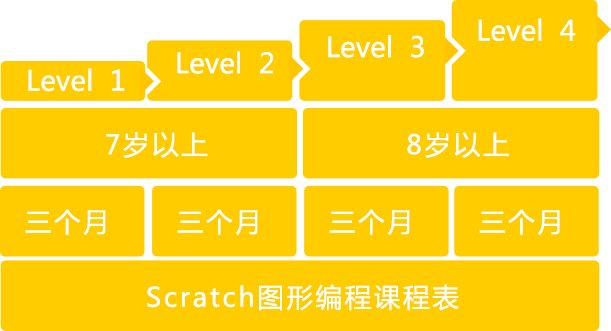 Level 1
Level 2
Level 3
Level 4
7岁以上
8岁以上
三个月
三个月
三个月
三个月
Scratch图形编程课程表